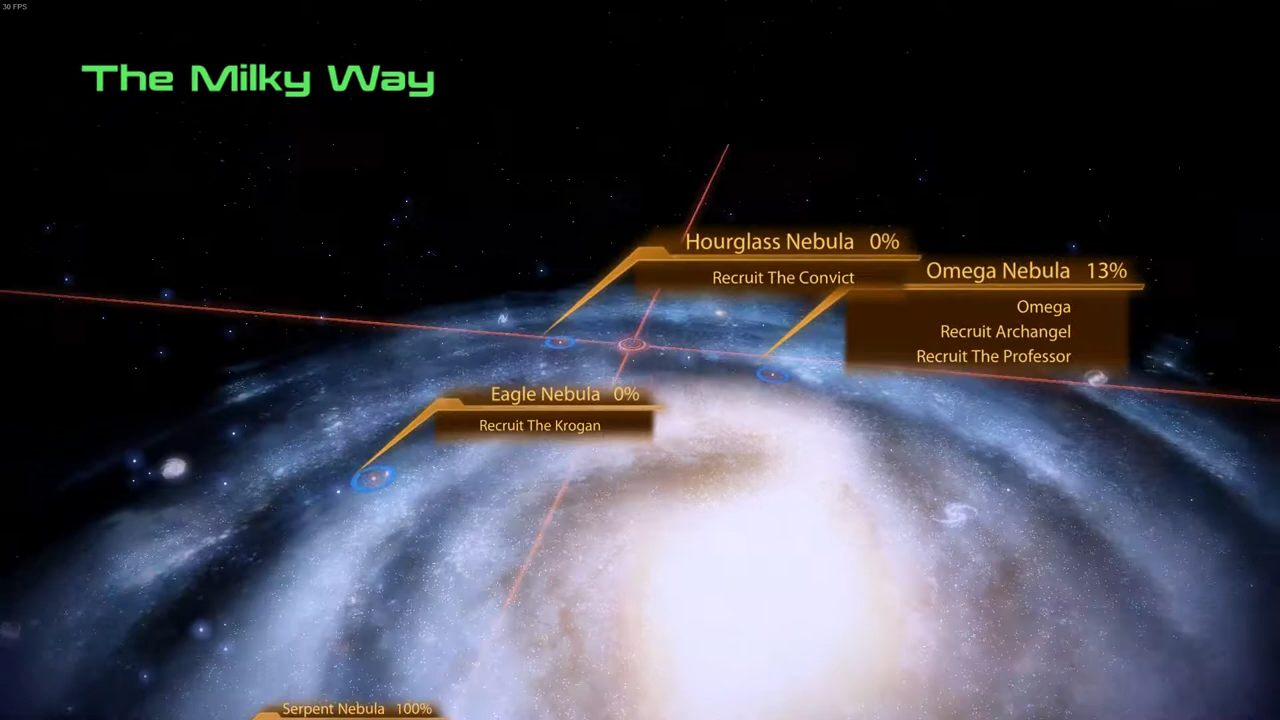 30 FPS
The Milky Way
Hourglass Nebula 0%
Recruit The Convict
Omega Nebula 13%
Omega
Recruit Archangel
Recruit The Professor
Eagle Nebula 0%
Recruit The Krogan
Serpent Nebula 100%